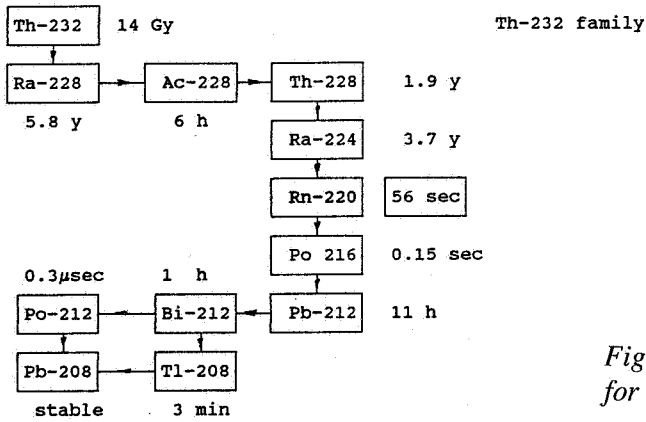 Th-232 14 Gy Th-232 family
Ra-228 Ac-228 Th-228 1.9 y
5.8 y 6 h
Ra-224 3.7 y
Rn-220 56 sec
Po 216 0.15 sec
0.3μsec 1 h
Po-212 Bi-212 Pb-212 11 h
Pb-208 Tl-208
stable 3 min
Fig
for